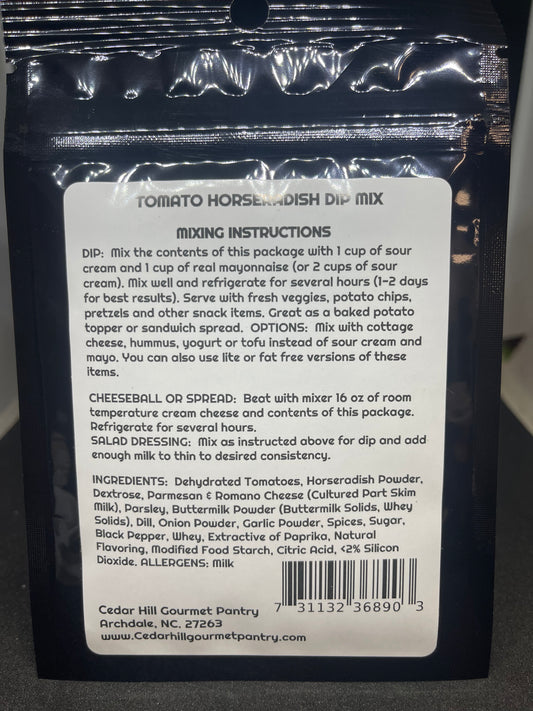 TOMATO HORSERADISH DIP MIX
MIXING INSTRUCTIONS
DIP: Mix the contents of this package with 1 cup of sour
cream and 1 cup of real mayonnaise (or 2 cups of sour
cream). Mix well and refrigerate for several hours (1-2 days
for best results). Serve with fresh veggies, potato chips,
pretzels and other snack items. Great as a baked potato
topper or sandwich spread. OPTIONS: Mix with cottage
cheese, hummus, yogurt or tofu instead of sour cream and
mayo. You can also use lite or fat free versions of these
items.
CHEESEBALL OR SPREAD: Beat with mixer 16 oz of room
temperature cream cheese and contents of this package.
Refrigerate for several hours.
SALAD DRESSING: Mix as instructed above for dip and add
enough milk to thin to desired consistency.
INGREDIENTS: Dehydrated Tomatoes, Horseradish Powder,
Dextrose, Parmesan & Romano Cheese (Cultured Part Skim
Milk), Parsley, Buttermilk Powder (Buttermilk Solids, Whey
Solids), Dill, Onion Powder, Garlic Powder, Spices, Sugar,
Black Pepper, Whey, Extractive of Paprika, Natural
Flavoring, Modified Food Starch, Citric Acid, <2% Silicon
Dioxide. ALLERGENS: Milk
7 31132 36890 3
Cedar Hill Gourmet Pantry
Archdale, NC. 27263
www.Cedarhillgourmetpantry.com